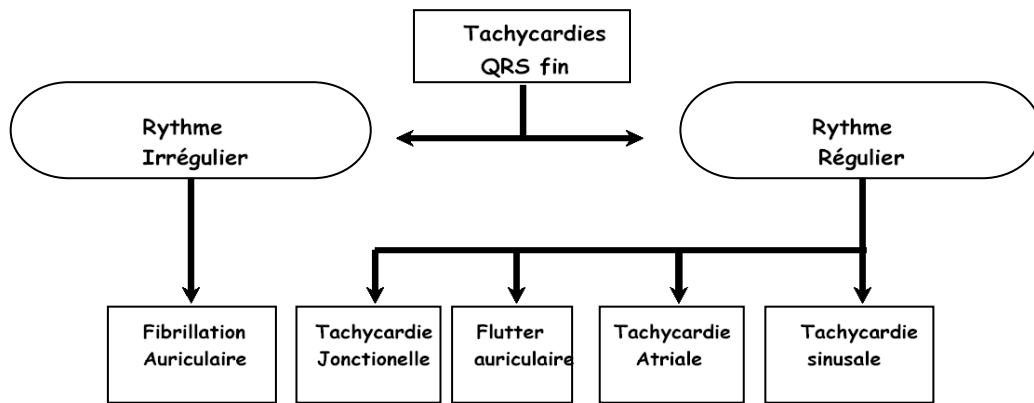 Tachycardies
QRS fin
Rythme
Irrégulier
Rythme
Régulier
Fibrillation
Auriculaire
Tachycardie
Jonctionelle
Flutter
auriculaire
Tachycardie
Atriale
Tachycardie
sinusale